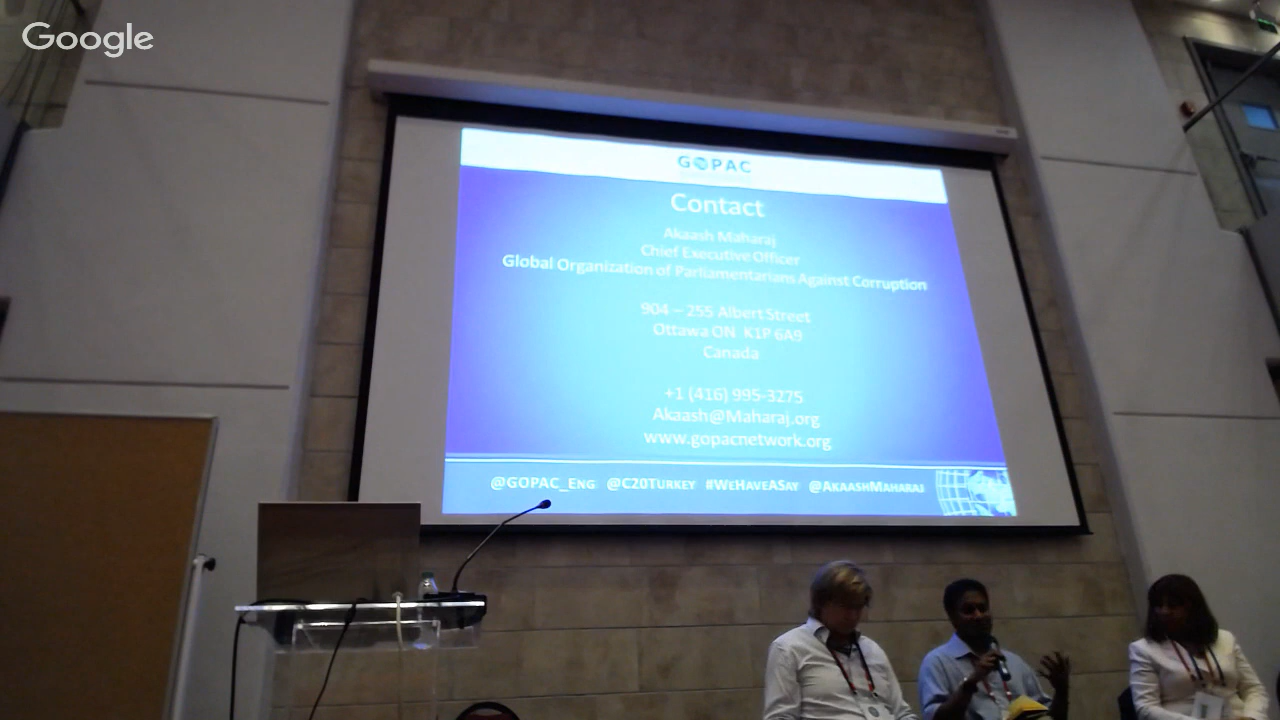 Google
GOPAC
Contact
Akaash Maharaj
Chief Executive Officer
Global Organization of Parliamentarians Against Corruption
904 – 255 Albert Street
Ottawa ON K1P 6A9
Canada
+1 (416) 995-3275
Akaash@Maharaj.org
www.gopacnetwork.org
@GOPAC_Eng @C20Turkey #WeHaveASay @AkaashMaharaj